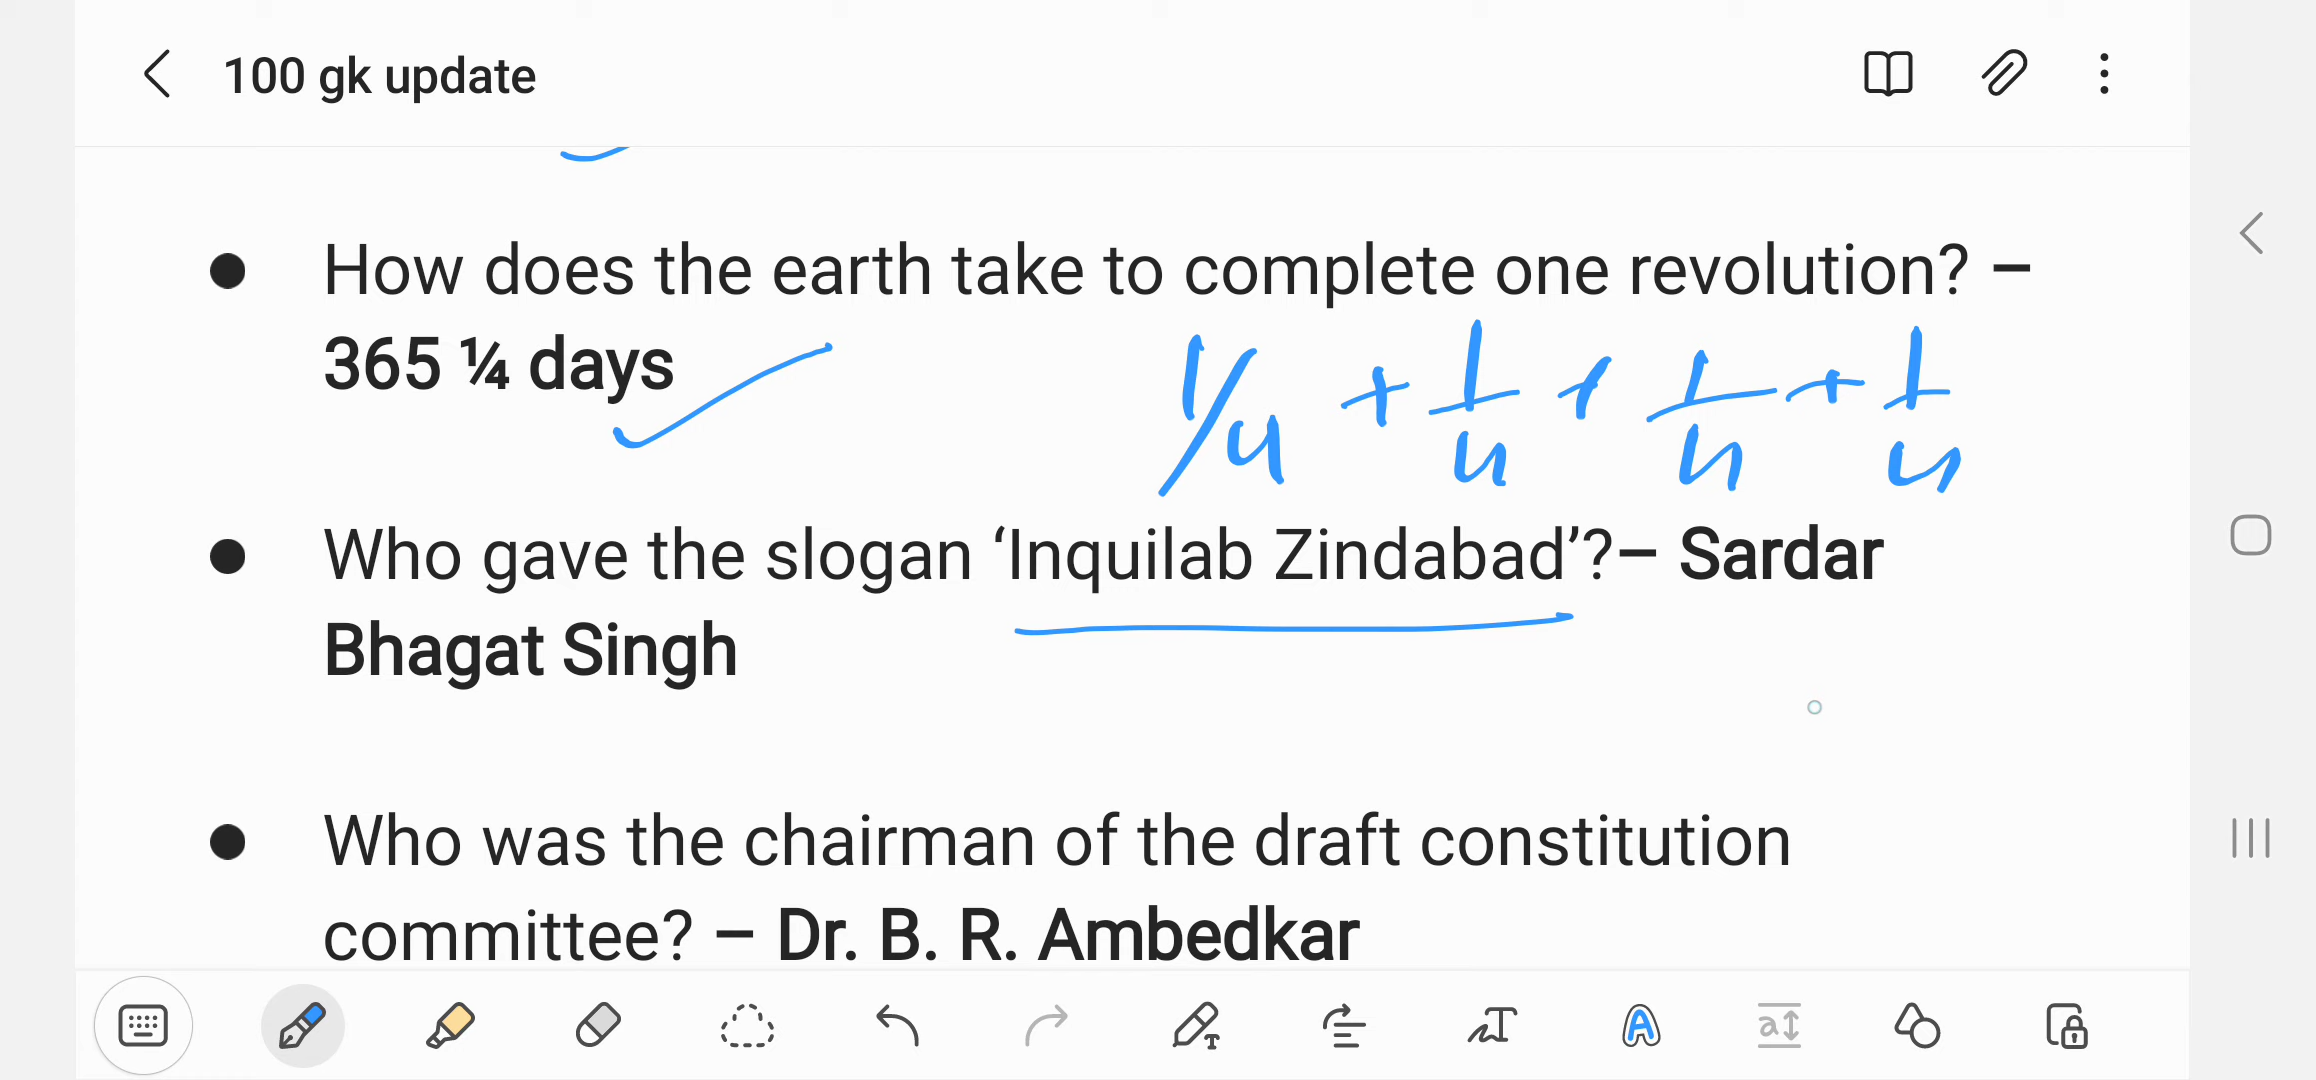 100 gk update
How does the earth take to complete one revolution? –
365 ¼ days
1/4 + 1/4 + 1/4 + 1/4
Who gave the slogan ‘Inquilab Zindabad’?– Sardar
Bhagat Singh
Who was the chairman of the draft constitution
committee? – Dr. B. R. Ambedkar